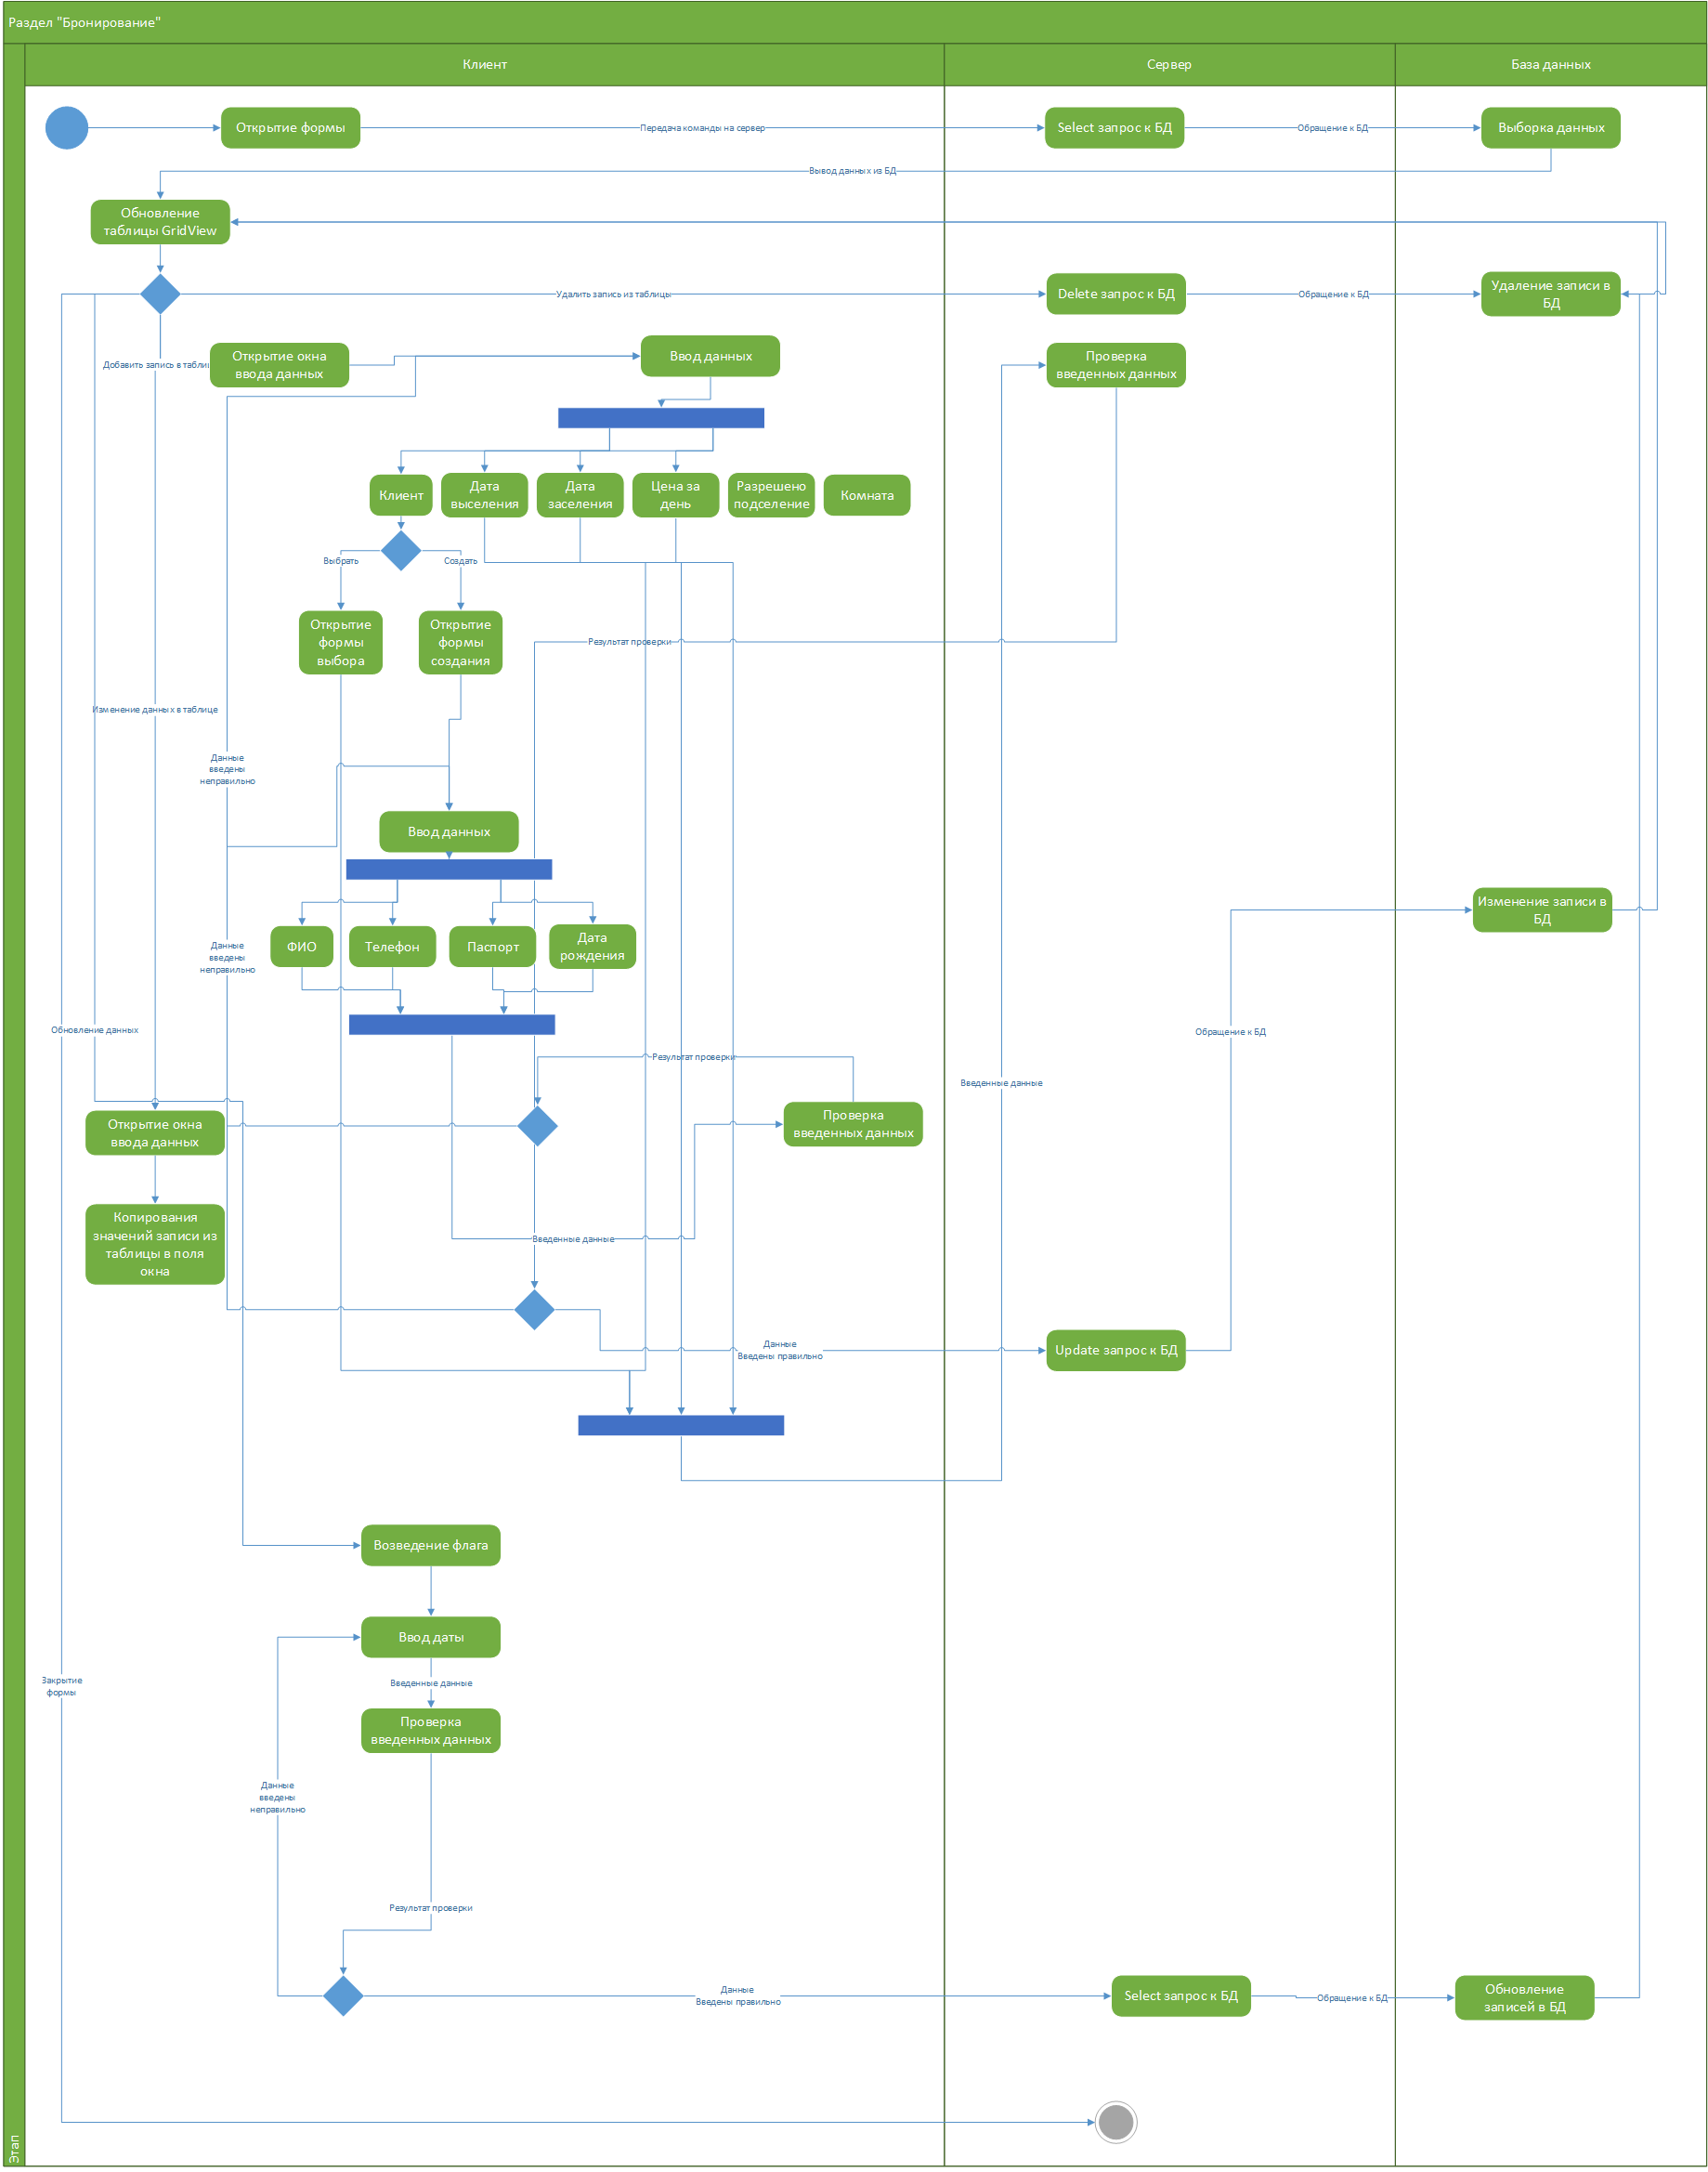 Раздел "Бронирование"
Клиент
Сервер
База данных
Открытие формы
Передача команды на сервер
Select запрос к БД
Обращение к БД
Выборка данных
Вывод данных из БД
Обновление
таблицы GridView
Удалить запись из таблицы
Delete запрос к БД
Обращение к БД
Удаление записи в
БД
Добавить запись в таблиц
Открытие окна
ввода данных
Ввод данных
Проверка
введенных данных
Клиент
Дата
выселения
Дата
заселения
Цена за
день
Разрешено
подселение
Комната
Выбрать
Создать
Открытие
формы
выбора
Открытие
формы
создания
Результат проверки
Изменение данных в таблице
Данные
введены
неправильно
Ввод данных
Изменение записи в
БД
ФИО
Телефон
Паспорт
Дата
рождения
Данные
введены
неправильно
Обновление данных
Обращение к БД
Результат проверки
Введенные данные
Открытие окна
ввода данных
Проверка
введенных данных
Копирования
значений записи из
таблицы в поля
окна
Введенные данные
Данные
Введены правильно
Update запрос к БД
Возведение флага
Ввод даты
Закрытие
формы
Введенные данные
Проверка
введенных данных
Данные
введены
неправильно
Результат проверки
Данные
Введены правильно
Select запрос к БД
Обращение к БД
Обновление
записей в БД
Этап